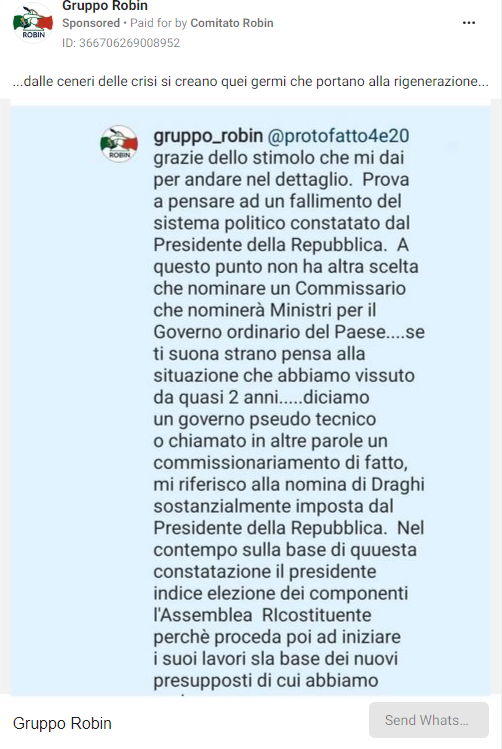 Gruppo Robin
Sponsored • Paid for by Comitato Robin
ID: 366706269008952
...dalle ceneri delle crisi si creano quei germi che portano alla rigenerazione...
ROBIN
gruppo_robin @protofatto4e20
grazie dello stimolo che mi dai
per andare nel dettaglio. Prova
a pensare ad un fallimento del
sistema politico constatato dal
Presidente della Repubblica. A
questo punto non ha altra scelta
che nominare un Commissario
che nominerà Ministri per il
Governo ordinario del Paese....se
ti suona strano pensa alla
situazione che abbiamo vissuto
da quasi 2 anni.....diciamo
un governo pseudo tecnico
o chiamato in altre parole un
commissionariamento di fatto,
mi riferisco alla nomina di Draghi
sostanzialmente imposta dal
Presidente della Repubblica. Nel
contempo sulla base di quuesta
constatazione il presidente
indice elezione dei componenti
l'Assemblea RIcostituente
perchè proceda poi ad iniziare
i suoi lavori sla base dei nuovi
presupposti di cui abbiamo
Gruppo Robin
Send Whats...